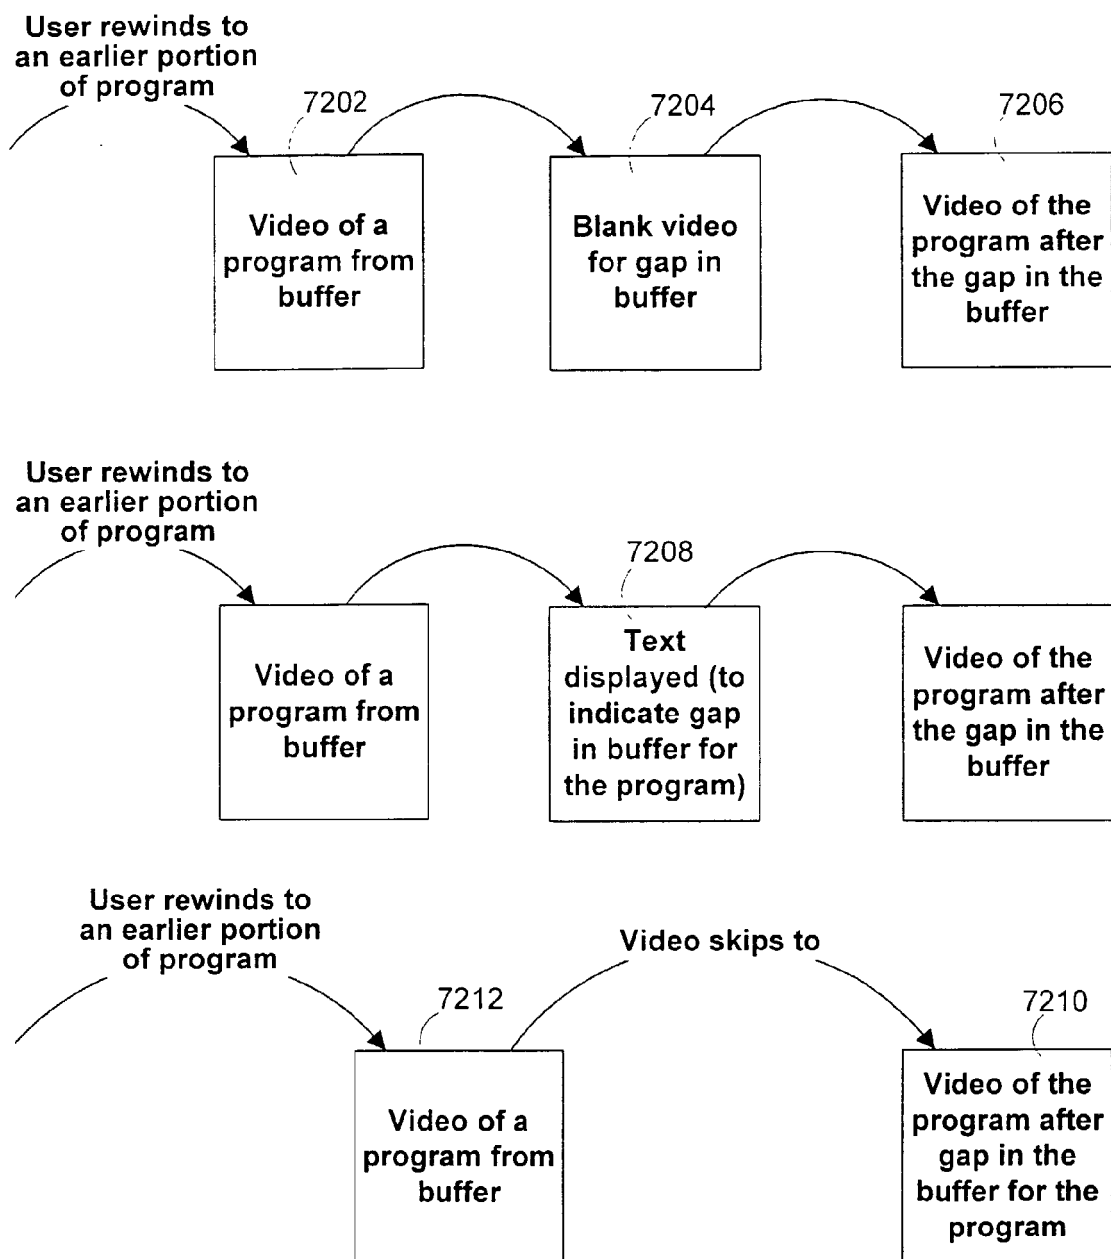 User rewinds to
an earlier portion
of program
7202
7204
7206
Video of a
program from
buffer
Blank video
for gap in
buffer
Video of the
program after
the gap in the
buffer
User rewinds to
an earlier portion
of program
7208
Video of a
program from
buffer
Text
displayed (to
indicate gap
in buffer for
the program)
Video of the
program after
the gap in the
buffer
User rewinds to
an earlier portion
of program
Video skips to
7212
7210
Video of a
program from
buffer
Video of the
program after
gap in the
buffer for the
program